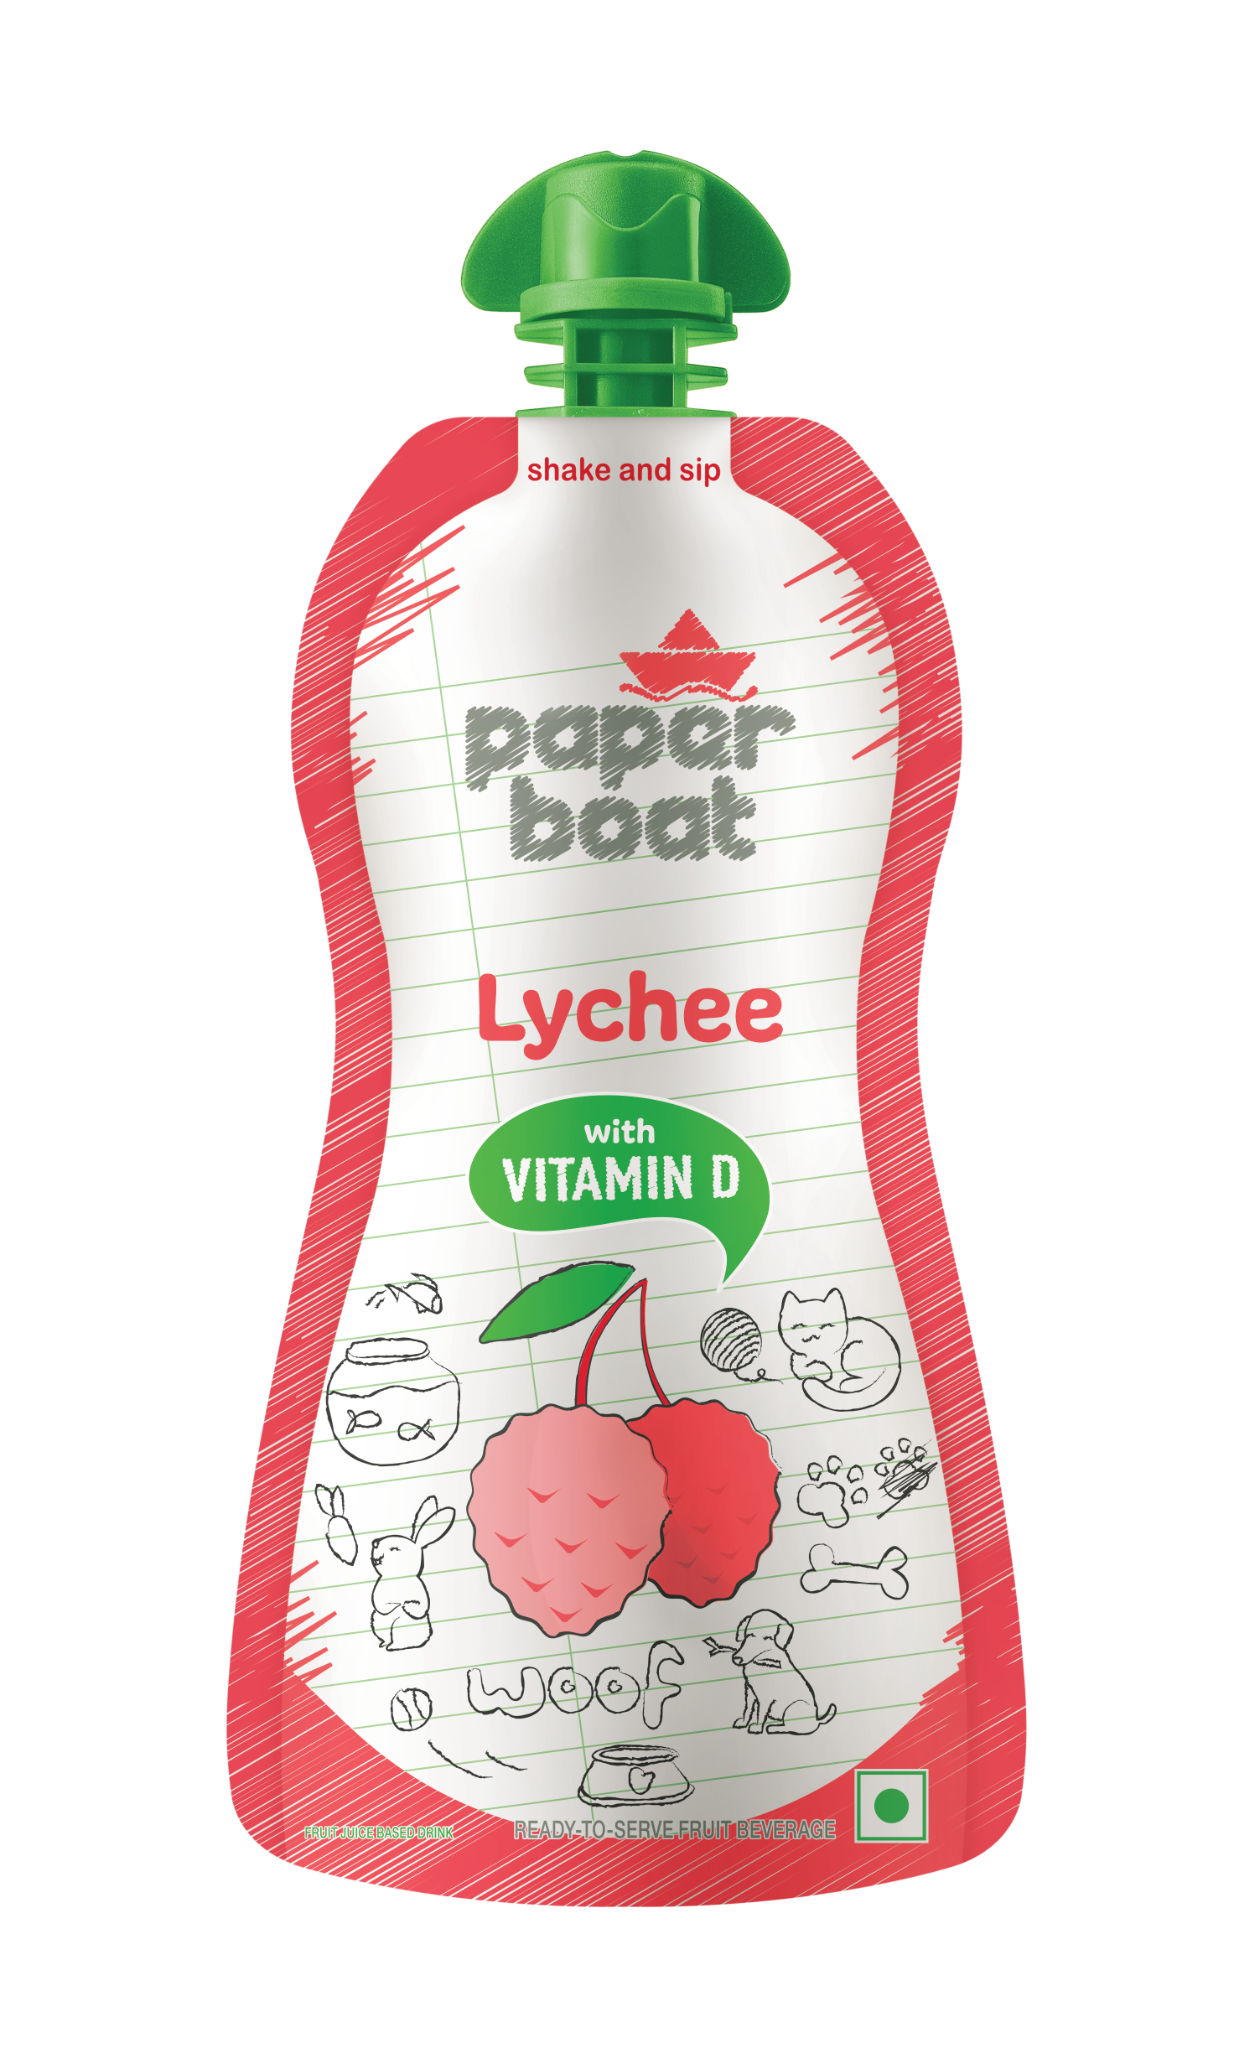 shake and sip
paper
boat
Lychee
with
VITAMIN D
woof
FRUIT JUICE BASED DRINK
READY-TO-SERVE FRUIT BEVERAGE